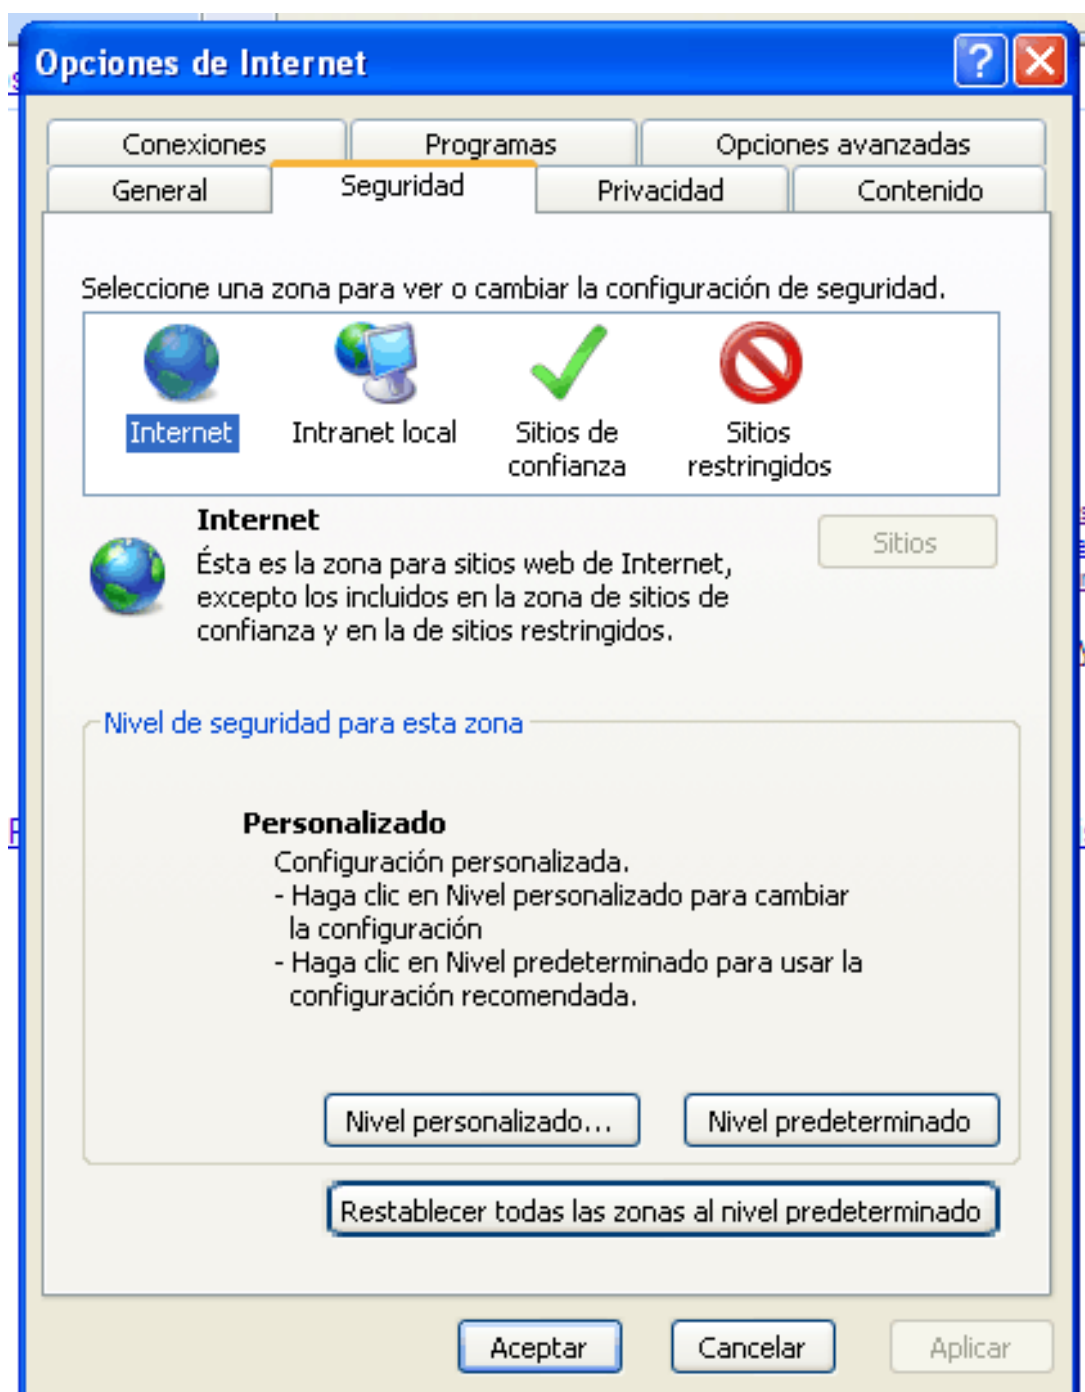 Opciones de Internet
Conexiones Programas Opciones avanzadas
General Seguridad Privacidad Contenido
Seleccione una zona para ver o cambiar la configuración de seguridad.
Internet Intranet local Sitios de Sitios
confianza restringidos
Internet
Sitios
Ésta es la zona para sitios web de Internet,
excepto los incluidos en la zona de sitios de
confianza y en la de sitios restringidos.
Nivel de seguridad para esta zona
Personalizado
Configuración personalizada.
- Haga clic en Nivel personalizado para cambiar
la configuración
- Haga clic en Nivel predeterminado para usar la
configuración recomendada.
Nivel personalizado... Nivel predeterminado
Restablecer todas las zonas al nivel predeterminado
Aceptar Cancelar Aplicar